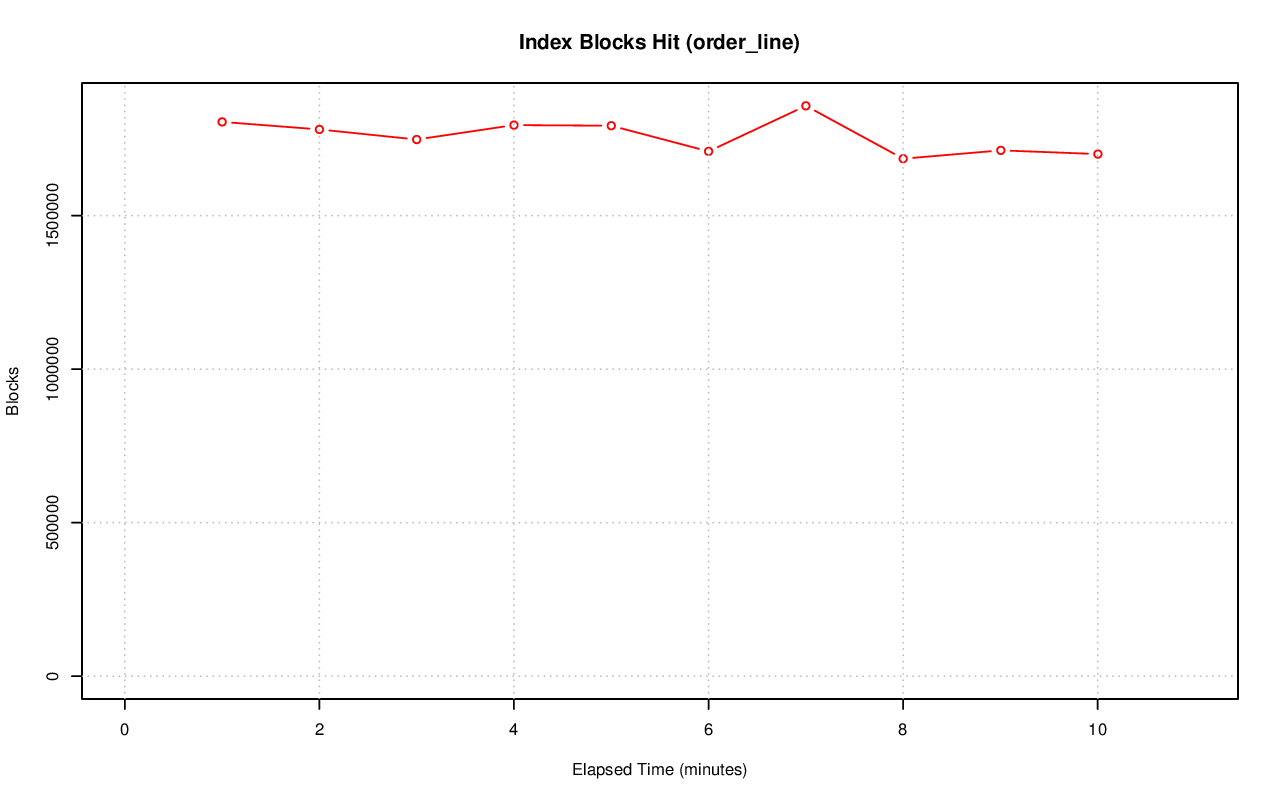 Index Blocks Hit (order_line)
Blocks
1500000
1000000
500000
0
0 2 4 6 8 10
Elapsed Time (minutes)